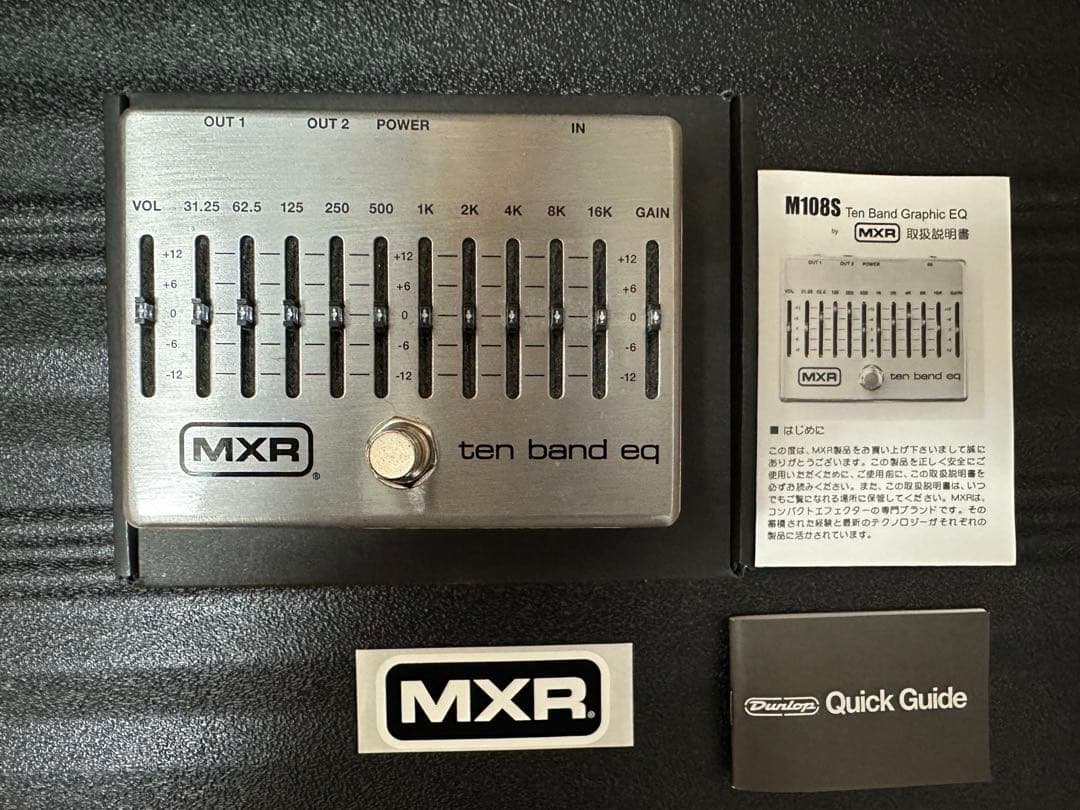 OUT 1 OUT 2 POWER IN
VOL 31.25 62.5 125 250 500 1K 2K 4K 8K 16K GAIN
+12 +12 +12
+6 +6 +6
0 0 0
-6 -6 -6
-12 -12 -12
MXR® ten band eq
M108S Ten Band Graphic EQ
by MXR 取扱説明書
OUT 1 OUT 2 POWER IN
MXR ten band eq
■ はじめに
この度は、MXR製品をお買い上げ下さいまして誠に
ありがとうございます。この製品を正しく安全にご
使用いただくために、ご使用前に、この取扱説明書を
必ずお読みください。また、この取扱説明書は、いつ
でもご覧になれる場所に保管してください。MXRは、
コンパクトエフェクターの専門ブランドです。その
蓄積された経験と最新のテクノロジーがそれぞれの
製品に活かされています。
MXR®
Dunlop Quick Guide